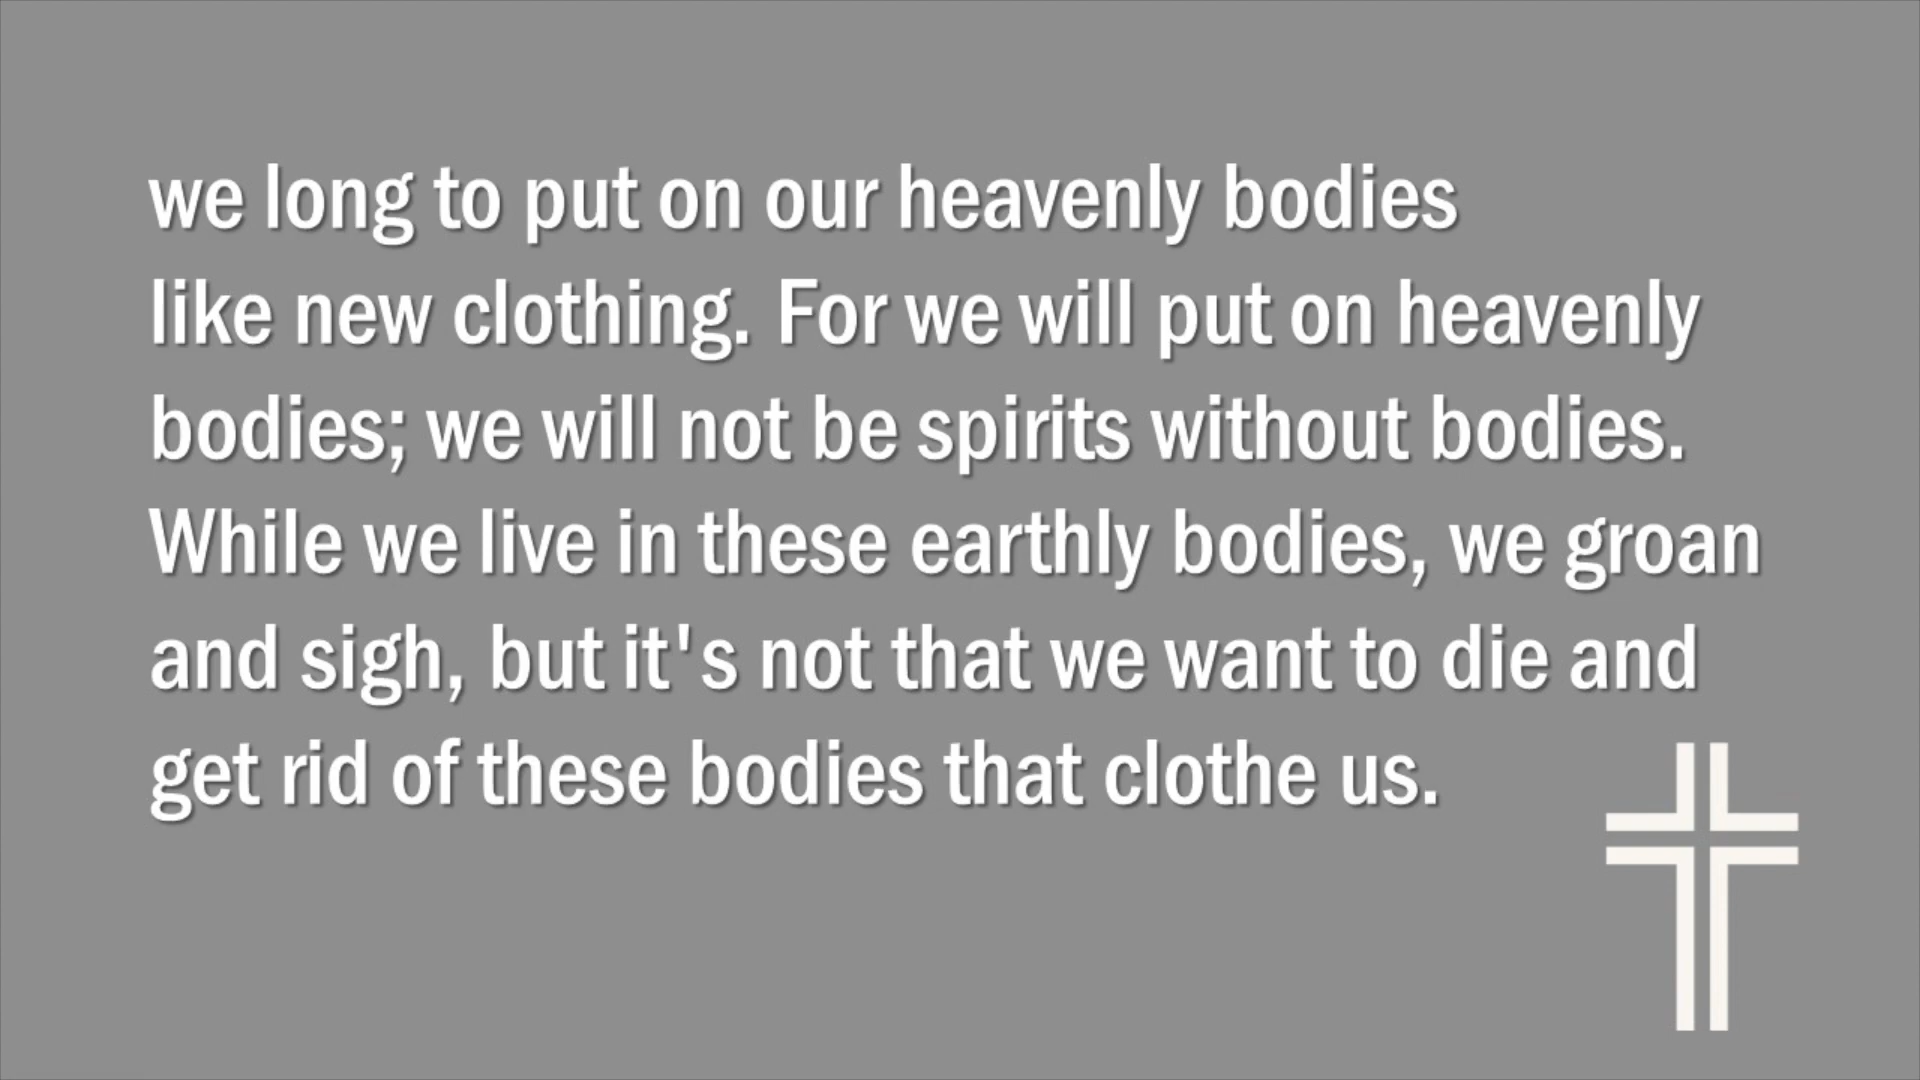 we long to put on our heavenly bodies
like new clothing. For we will put on heavenly
bodies; we will not be spirits without bodies.
While we live in these earthly bodies, we groan
and sigh, but it's not that we want to die and
get rid of these bodies that clothe us.